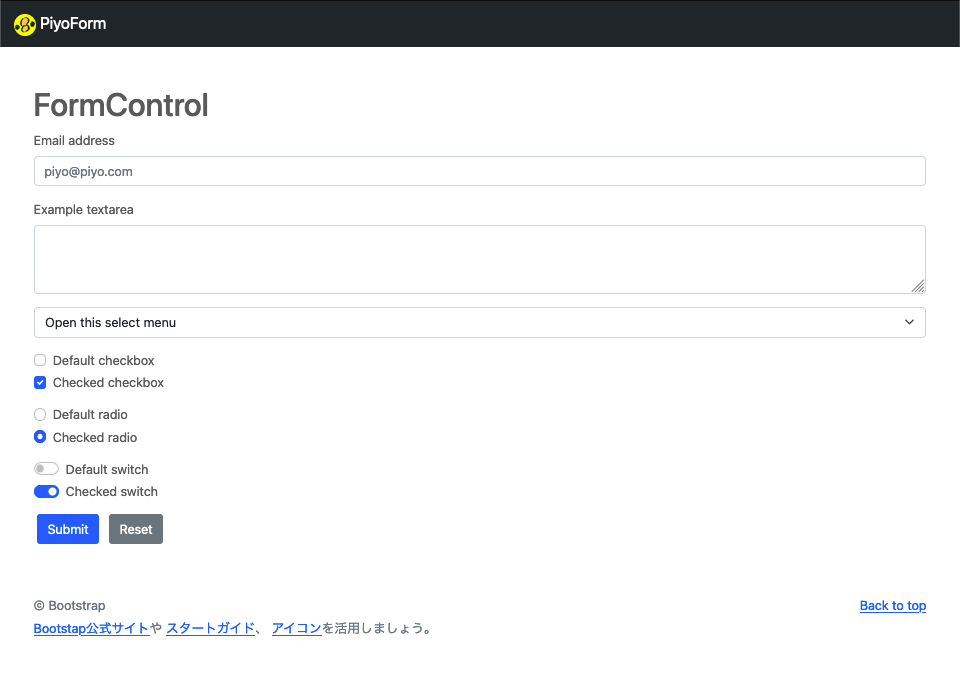 PiyoForm
FormControl
Email address
piyo@piyo.com
Example textarea
Open this select menu
Default checkbox
Checked checkbox
Default radio
Checked radio
Default switch
Checked switch
Submit Reset
© Bootstrap Back to top
Bootstap公式サイトや スタートガイド、 アイコンを活用しましょう。